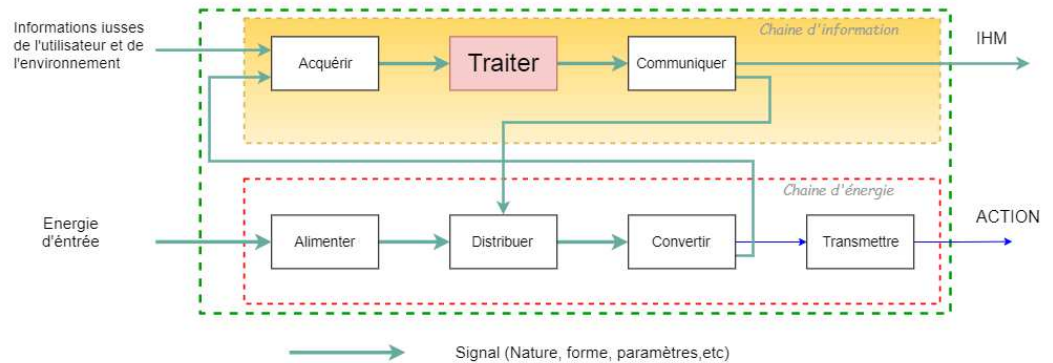 Informations iusses
de l'utilisateur et de
l'environnement
Chaine d'information
IHM
Acquérir
Traiter
Communiquer
Chaine d'énergie
Energie
d'éntrée
Alimenter
Distribuer
Convertir
Transmettre
ACTION
Signal (Nature, forme, paramètres,etc)